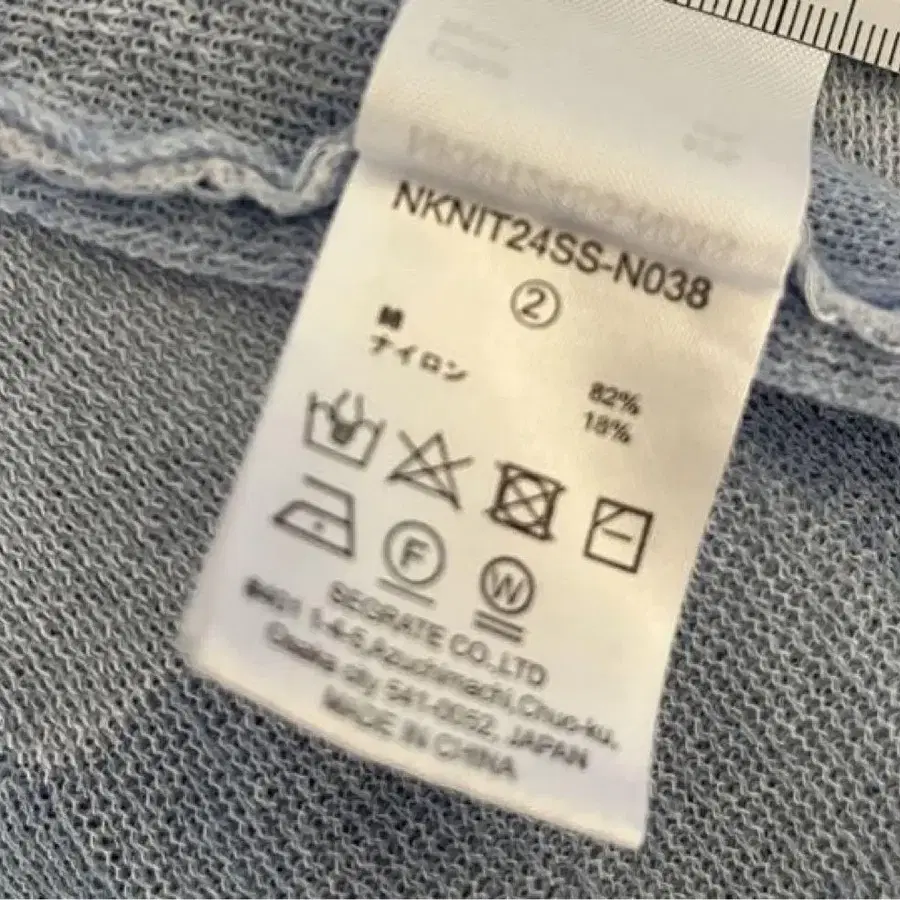 NKNIT24SS-N038
②
綿 82%
ナイロン 18%
F
W
SEGRATE CO.,LTD
1-4-5,Azuchimachi,Chuo-ku,
Osaka city 541-0052, JAPAN
MADE IN CHINA